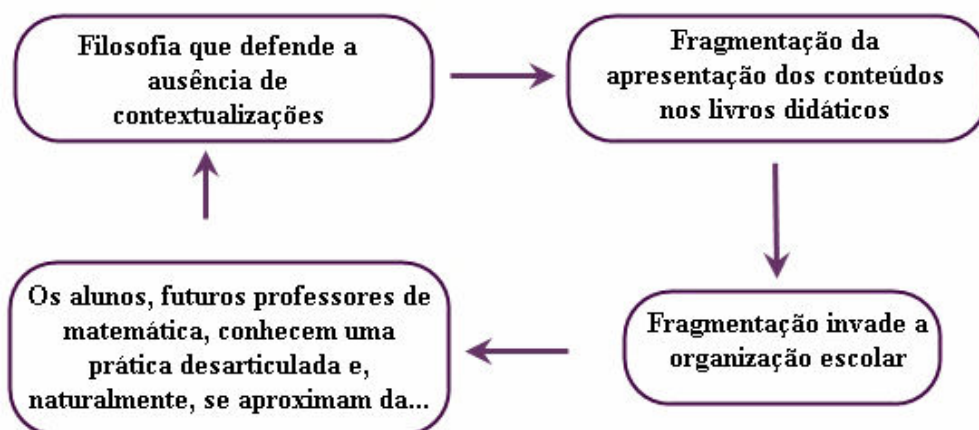 Filosofia que defende a
ausência de
contextualizações
Fragmentação da
apresentação dos conteúdos
nos livros didáticos
Fragmentação invade a
organização escolar
Os alunos, futuros professores de
matemática, conhecem uma
prática desarticulada e,
naturalmente, se aproximam da...